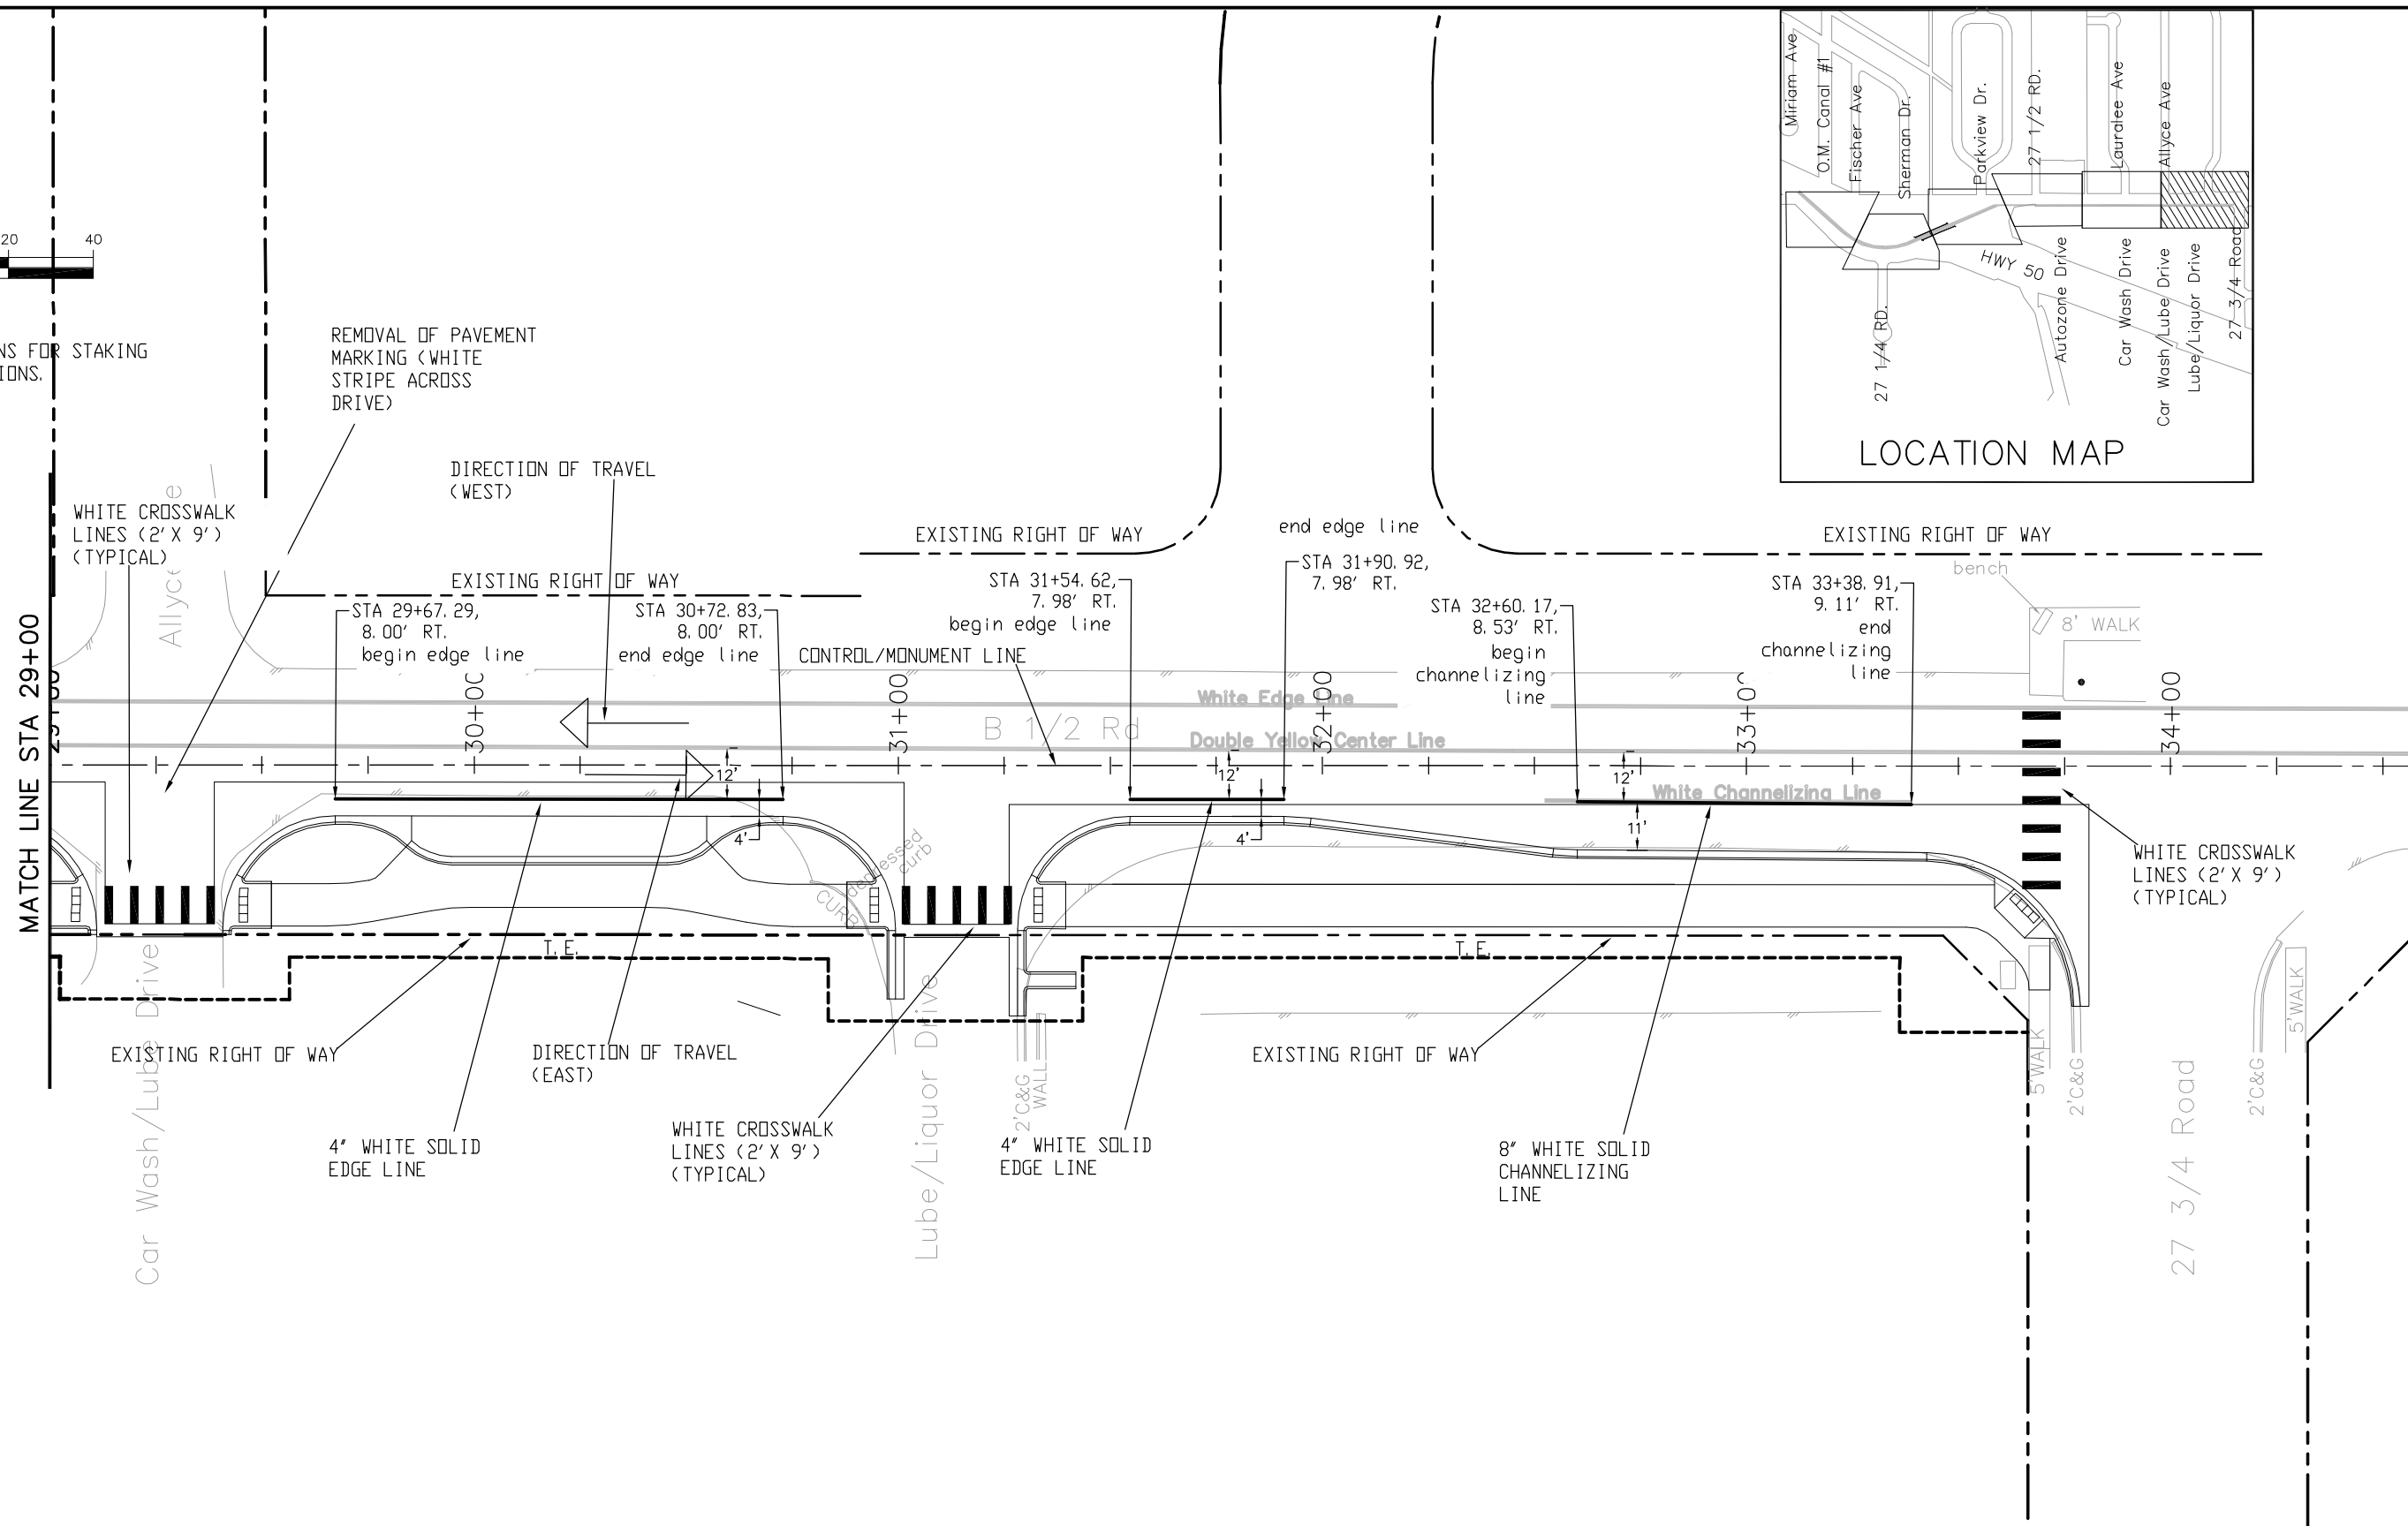 20
40
NS FOR STAKING
IONS.
REMOVAL OF PAVEMENT
MARKING (WHITE
STRIPE ACROSS
DRIVE)
DIRECTION OF TRAVEL
(WEST)
WHITE CROSSWALK
LINES (2' X 9')
(TYPICAL)
Allyce
EXISTING RIGHT OF WAY
EXISTING RIGHT OF WAY
end edge line
EXISTING RIGHT OF WAY
bench
8' WALK
STA 29+67.29,
8.00' RT.
begin edge line
STA 30+72.83,
8.00' RT.
end edge line
STA 31+54.62,
7.98' RT.
begin edge line
STA 31+90.92,
7.98' RT.
STA 32+60.17,
8.53' RT.
begin
channelizing
line
STA 33+38.91,
9.11' RT.
end
channelizing
line
CONTROL/MONUMENT LINE
MATCH LINE STA 29+00
29+00
30+00
31+00
32+00
33+0
34+00
White Edge Line
B 1/2 Rd
Double Yellow Center Line
White Channelizing Line
12'
12'
12'
4'
4'
11'
depressed
curb
CURB
WHITE CROSSWALK
LINES (2' X 9')
(TYPICAL)
T.E.
T.E.
EXISTING RIGHT OF WAY
DIRECTION OF TRAVEL
(EAST)
EXISTING RIGHT OF WAY
Car Wash/Lube Drive
Lube/Liquor Drive
2'C&G
WALL
5'WALK
2'C&G
27 3/4 Road
2'C&G
5'WALK
4" WHITE SOLID
EDGE LINE
WHITE CROSSWALK
LINES (2' X 9')
(TYPICAL)
4" WHITE SOLID
EDGE LINE
8" WHITE SOLID
CHANNELIZING
LINE
Miriam Ave
O.M. Canal #1
Fischer Ave
Sherman Dr.
Parkview Dr.
27 1/2 RD.
Lauralee Ave
Allyce Ave
HWY 50
27 1/4 RD.
Autozone Drive
Car Wash Drive
Car Wash/Lube Drive
Lube/Liquor Drive
27 3/4 Road
LOCATION MAP